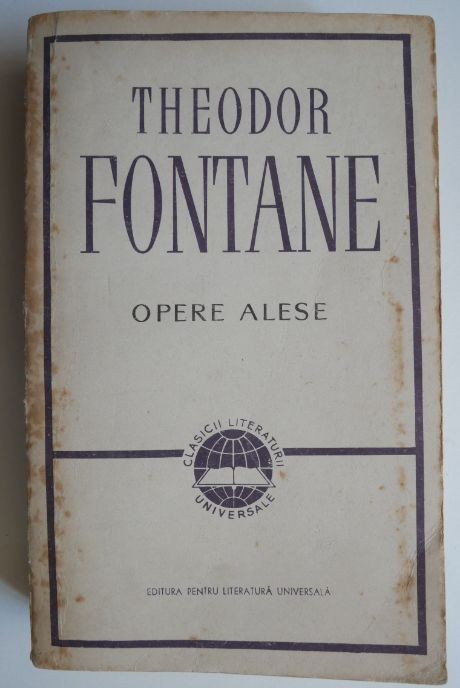 THEODOR
FONTANE
OPERE ALESE
CLASICII LITERATURII
UNIVERSALE
EDITURA PENTRU LITERATURĂ UNIVERSALĂ